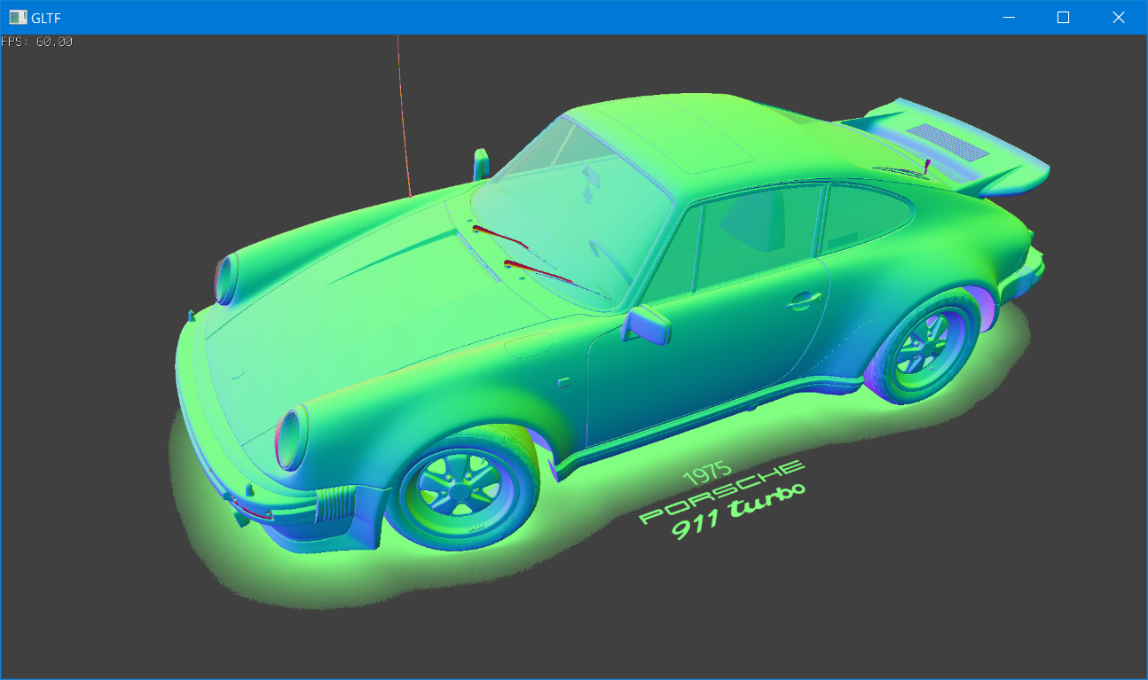 GLTF
FPS: 60.00
1975
PORSCHE
911 turbo